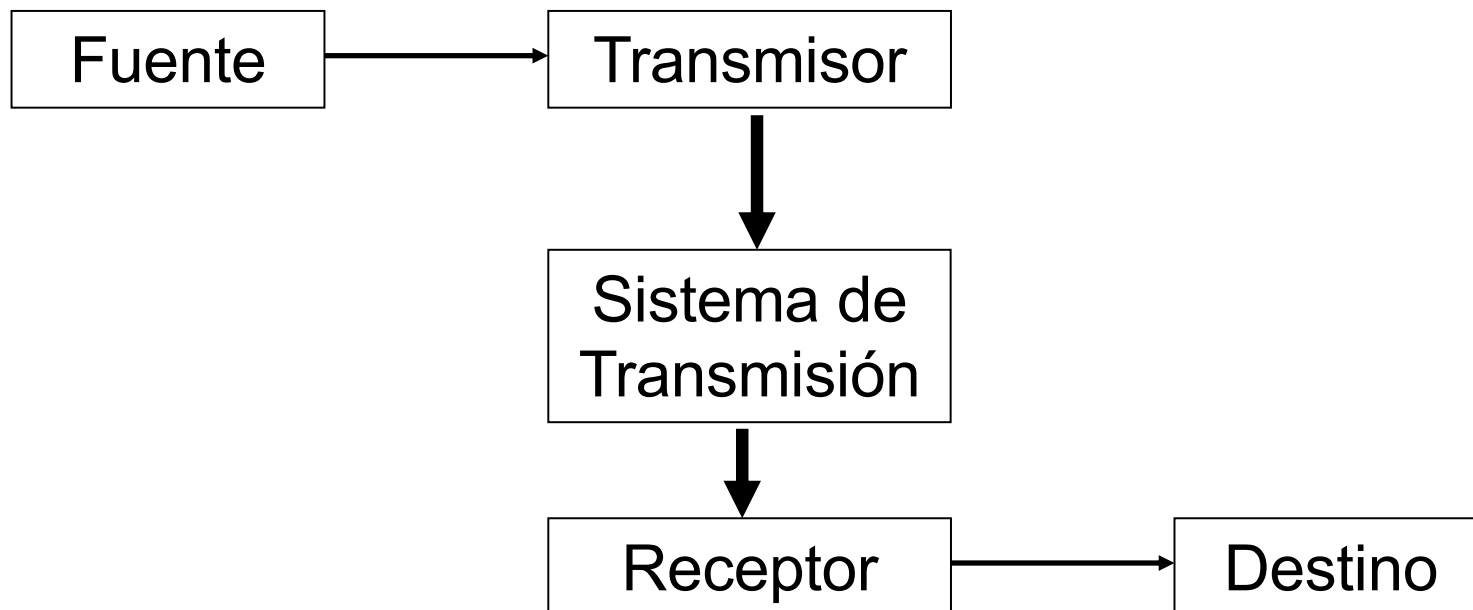 Fuente
Transmisor
Sistema de
Transmisión
Receptor
Destino